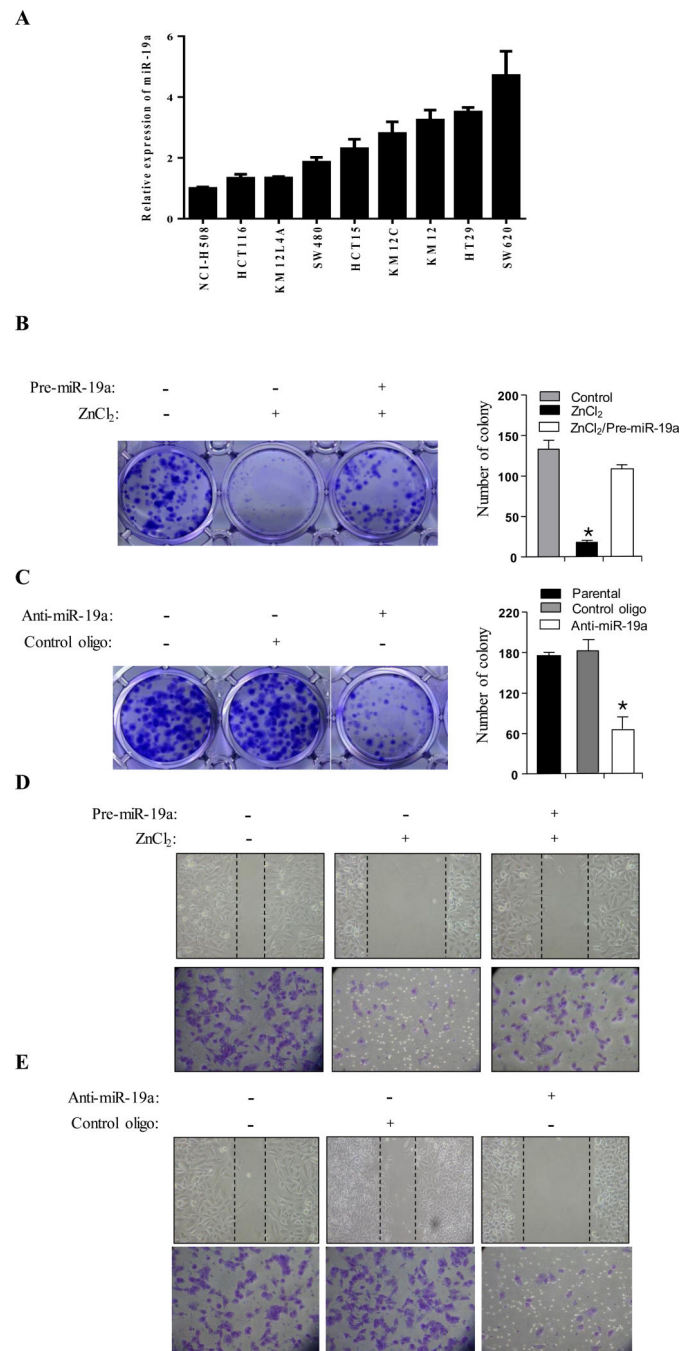 A
Relative expression of miR-19a
6
4
2
0
NCI-H508
HCT116
KM12L4A
SW480
HCT15
KM12C
KM12
HT29
SW620
B
Pre-miR-19a: - - +
ZnCl₂: - + +
Number of colony
200
150
100
50
0
Control
ZnCl₂
ZnCl₂/Pre-miR-19a
*
C
Anti-miR-19a: - - +
Control oligo: - + -
Number of colony
220
180
120
60
0
Parental
Control oligo
Anti-miR-19a
*
D
Pre-miR-19a: - - +
ZnCl₂: - + +
E
Anti-miR-19a: - - +
Control oligo: - + -